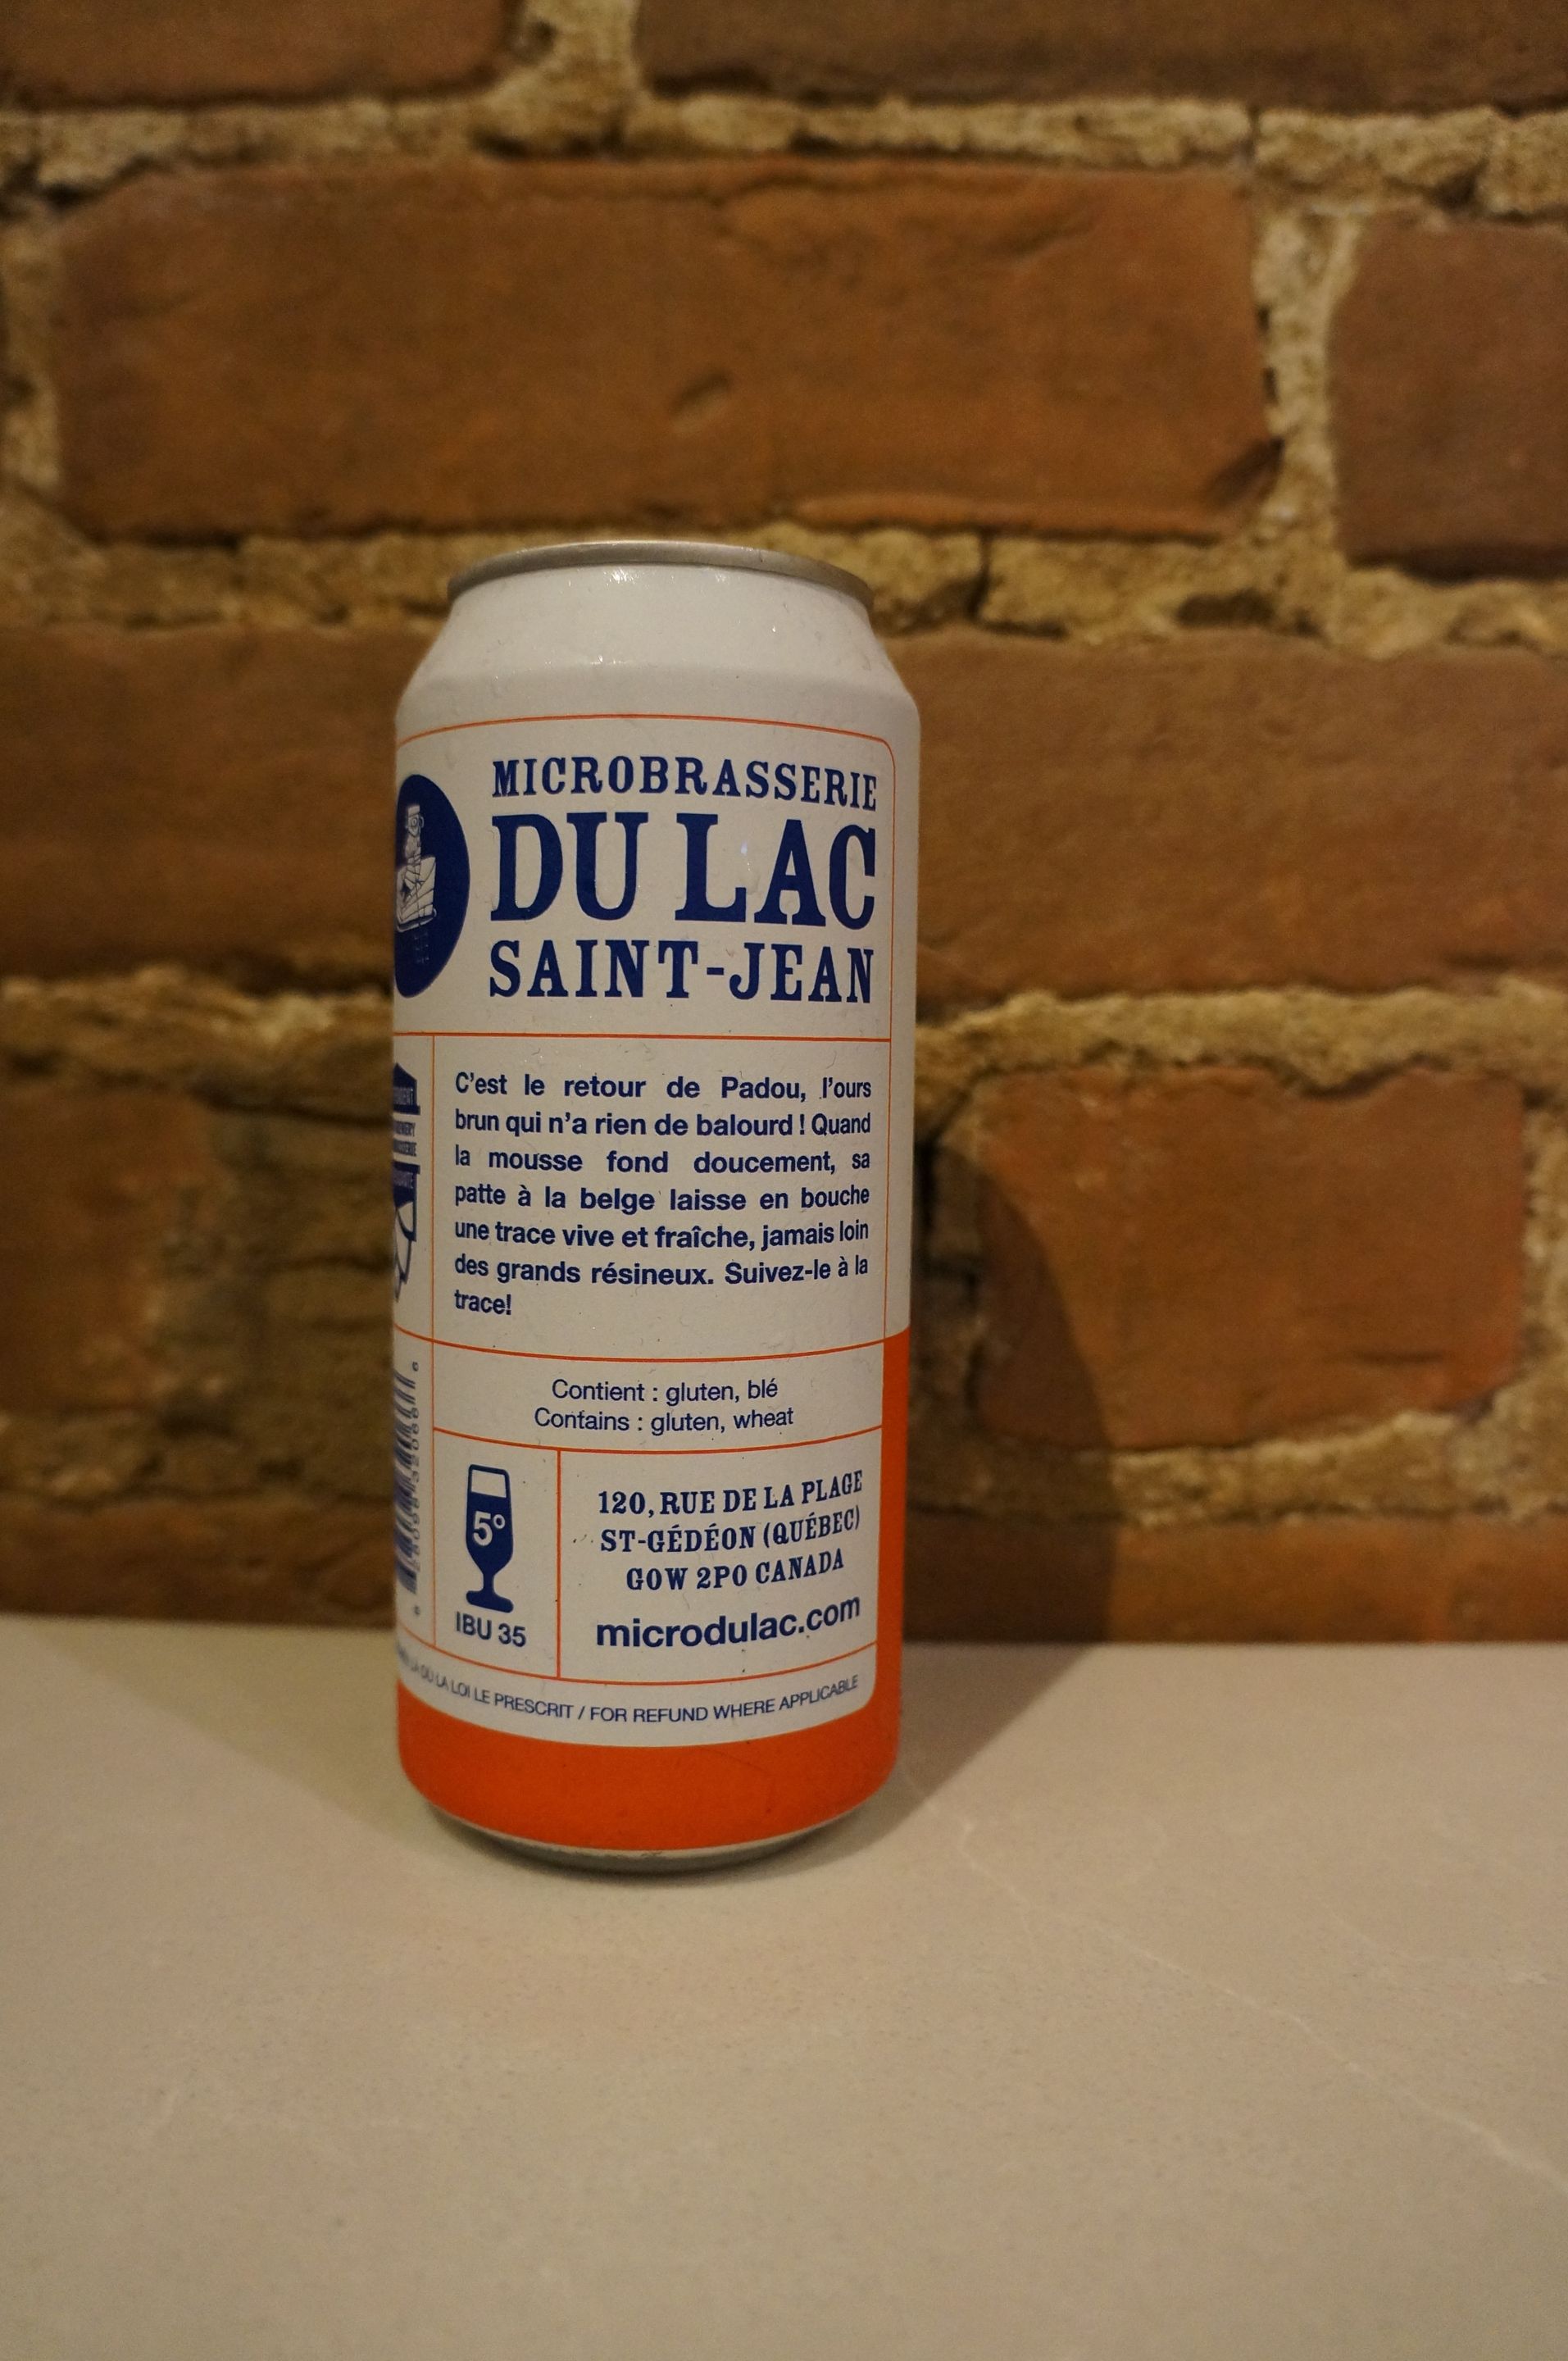 MICROBRASSERIE
DU LAC
SAINT-JEAN
C'est le retour de Padou, l'ours
brun qui n'a rien de balourd ! Quand
la mousse fond doucement, sa
patte à la belge laisse en bouche
une trace vive et fraîche, jamais loin
des grands résineux. Suivez-le à la
trace!
Contient : gluten, blé
Contains : gluten, wheat
5°
IBU 35
120, RUE DE LA PLAGE
ST-GÉDÉON (QUÉBEC)
G0W 2P0 CANADA
microdulac.com
LÀ OÙ LA LOI LE PRESCRIT / FOR REFUND WHERE APPLICABLE